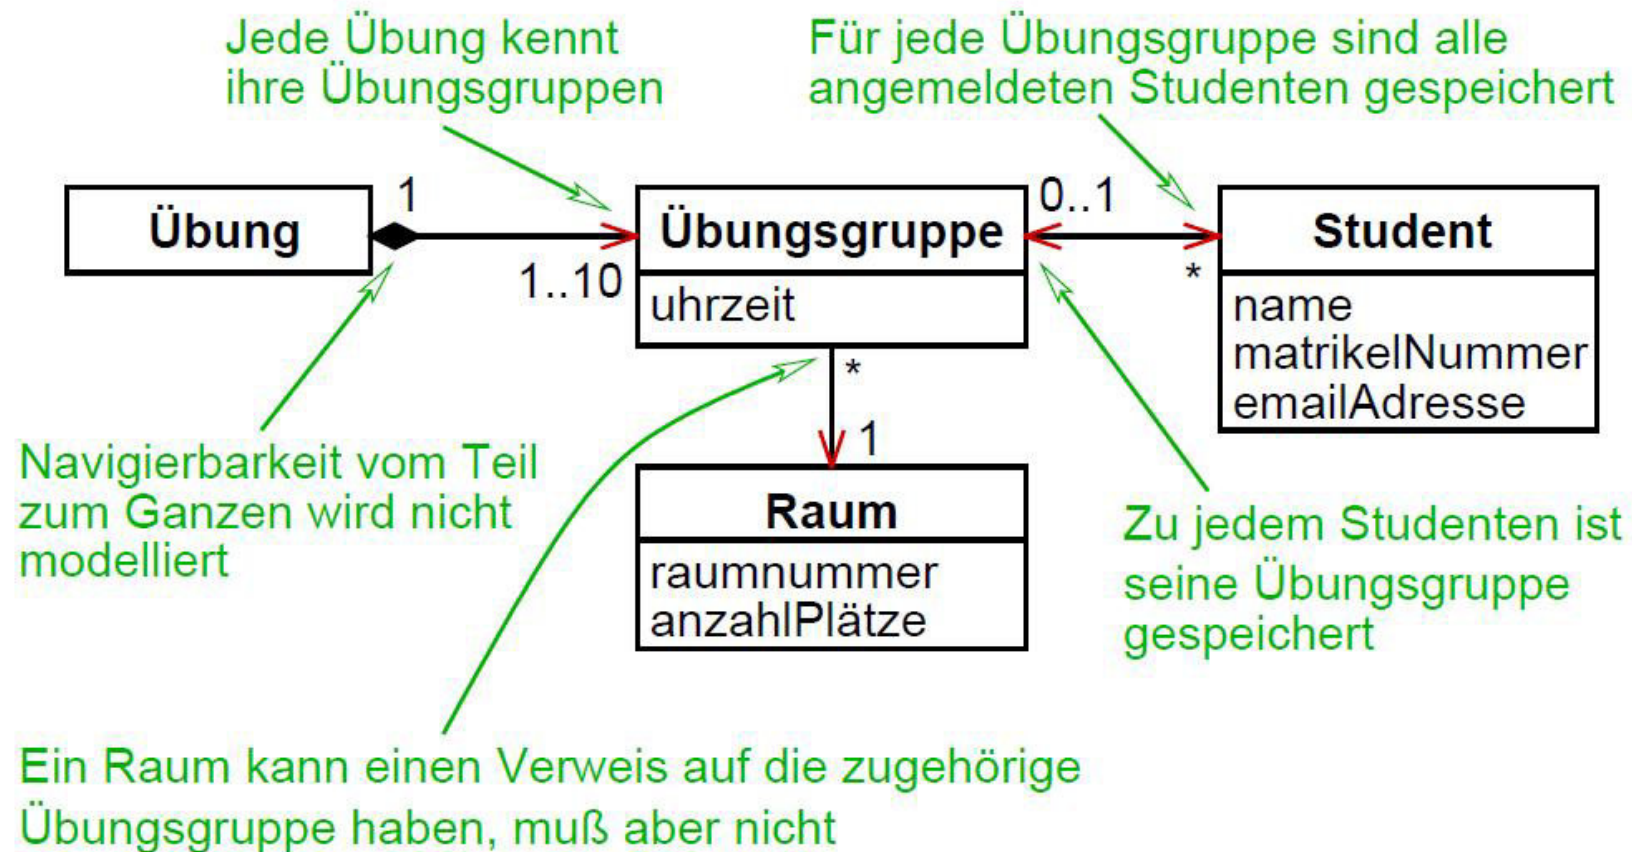 Jede Übung kennt
ihre Übungsgruppen
Für jede Übungsgruppe sind alle
angemeldeten Studenten gespeichert
Übung
1
1..10
Übungsgruppe
uhrzeit
0..1
*
Student
name
matrikelNummer
emailAdresse
*
1
Raum
raumnummer
anzahlPlätze
Navigierbarkeit vom Teil
zum Ganzen wird nicht
modelliert
Zu jedem Studenten ist
seine Übungsgruppe
gespeichert
Ein Raum kann einen Verweis auf die zugehörige
Übungsgruppe haben, muß aber nicht